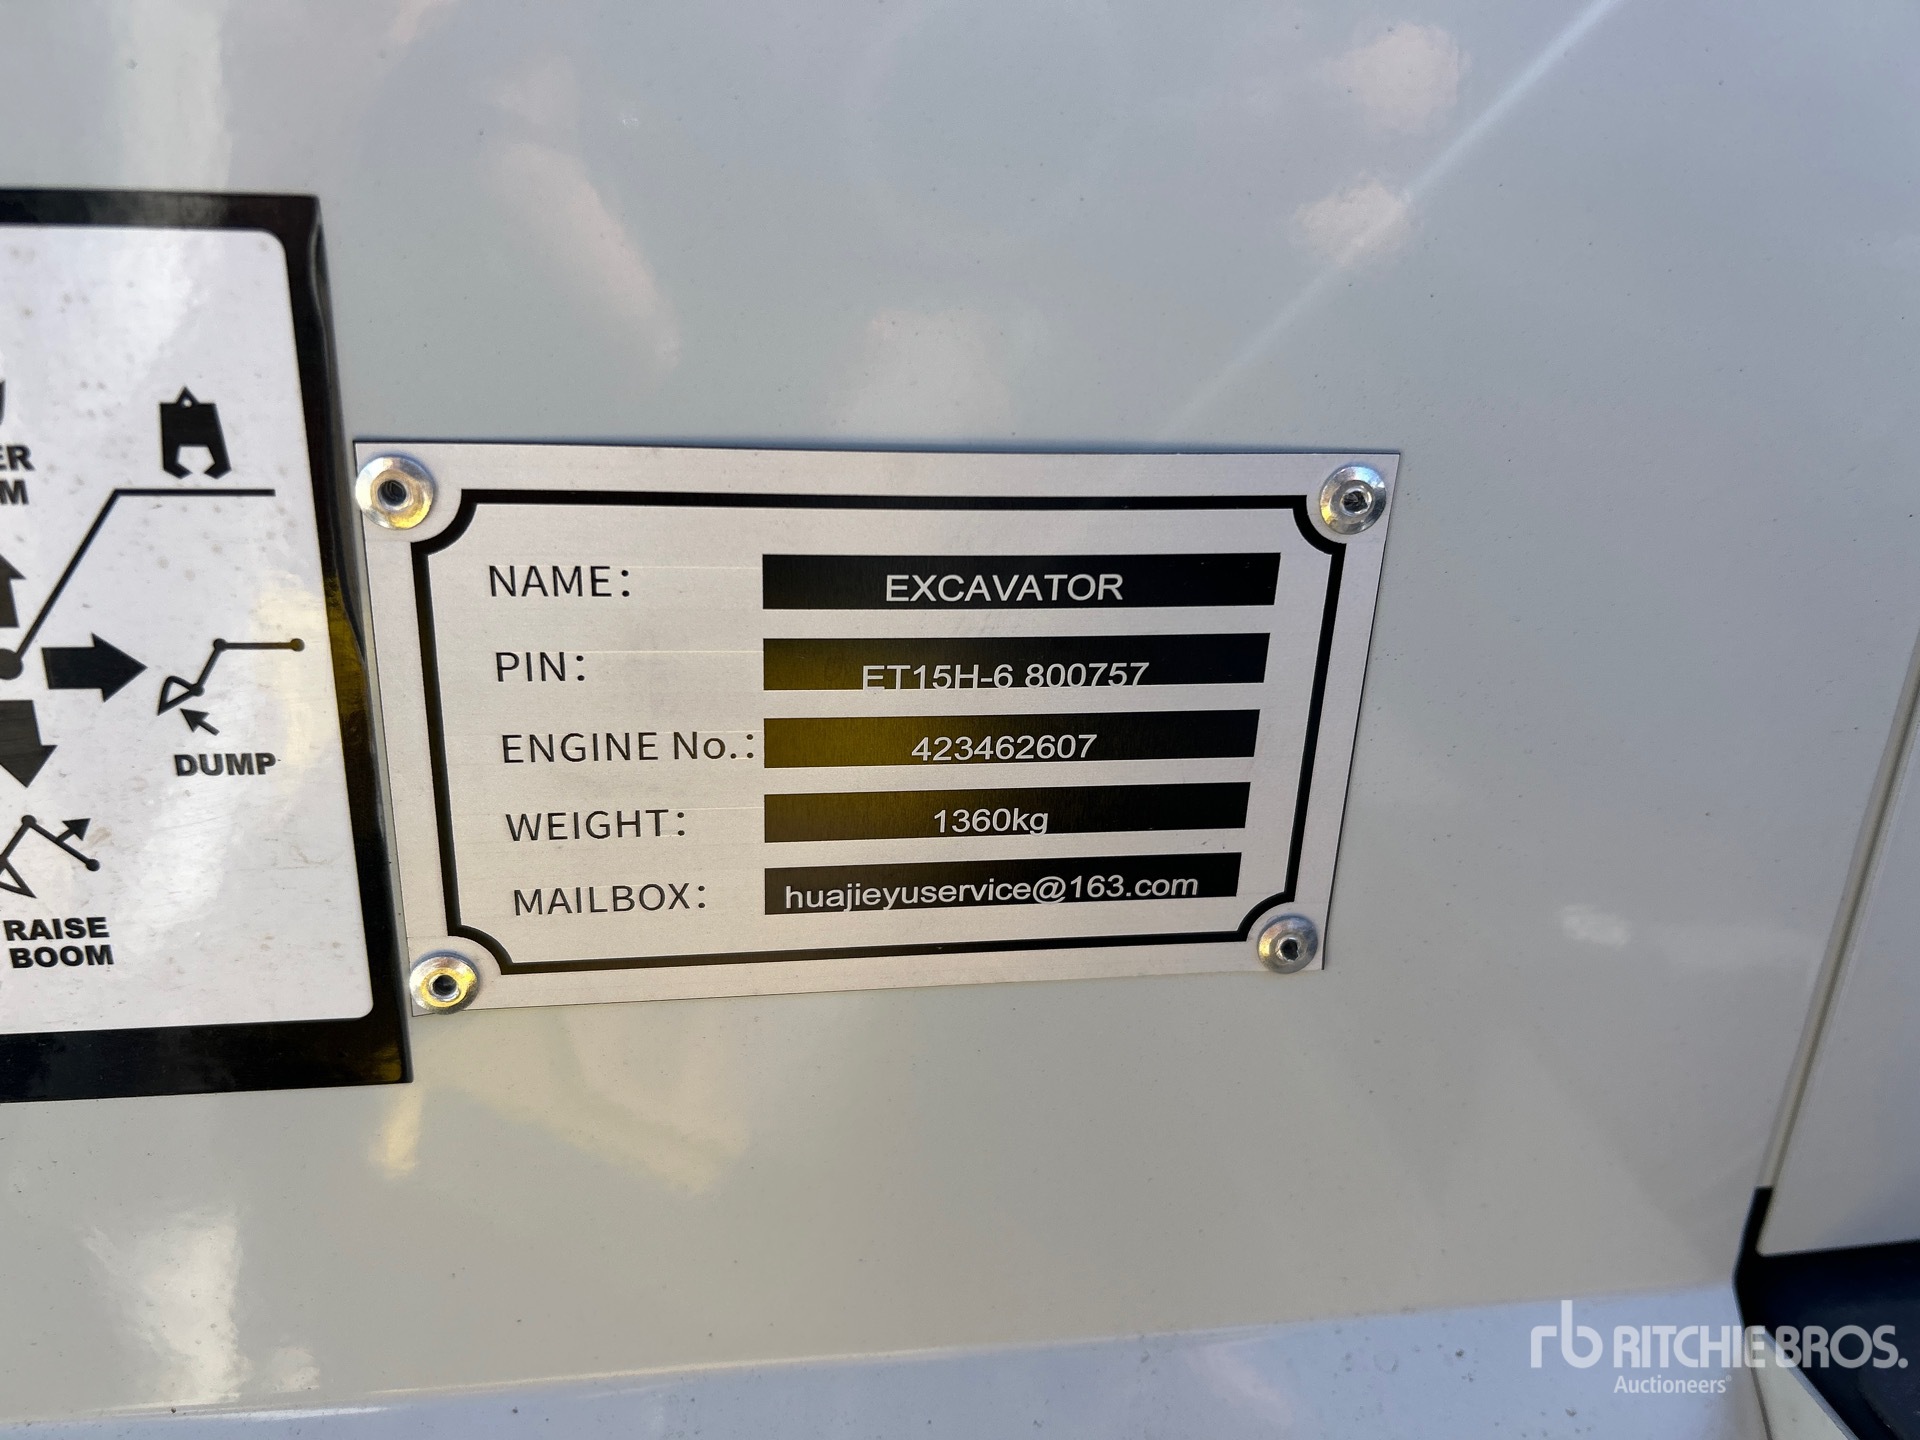 DUMP
RAISE
BOOM
NAME: EXCAVATOR
PIN: ET15H-6 800757
ENGINE No.: 423462607
WEIGHT: 1360kg
MAILBOX: huajieyuservice@163.com
rb RITCHIE BROS.
Auctioneers